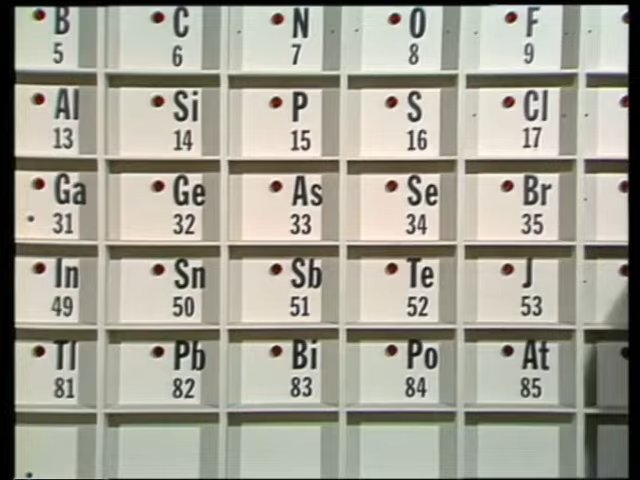 B C N O F
5 6 7 8 9
Al Si P S Cl
13 14 15 16 17
Ga Ge As Se Br
31 32 33 34 35
In Sn Sb Te J
49 50 51 52 53
Tl Pb Bi Po At
81 82 83 84 85